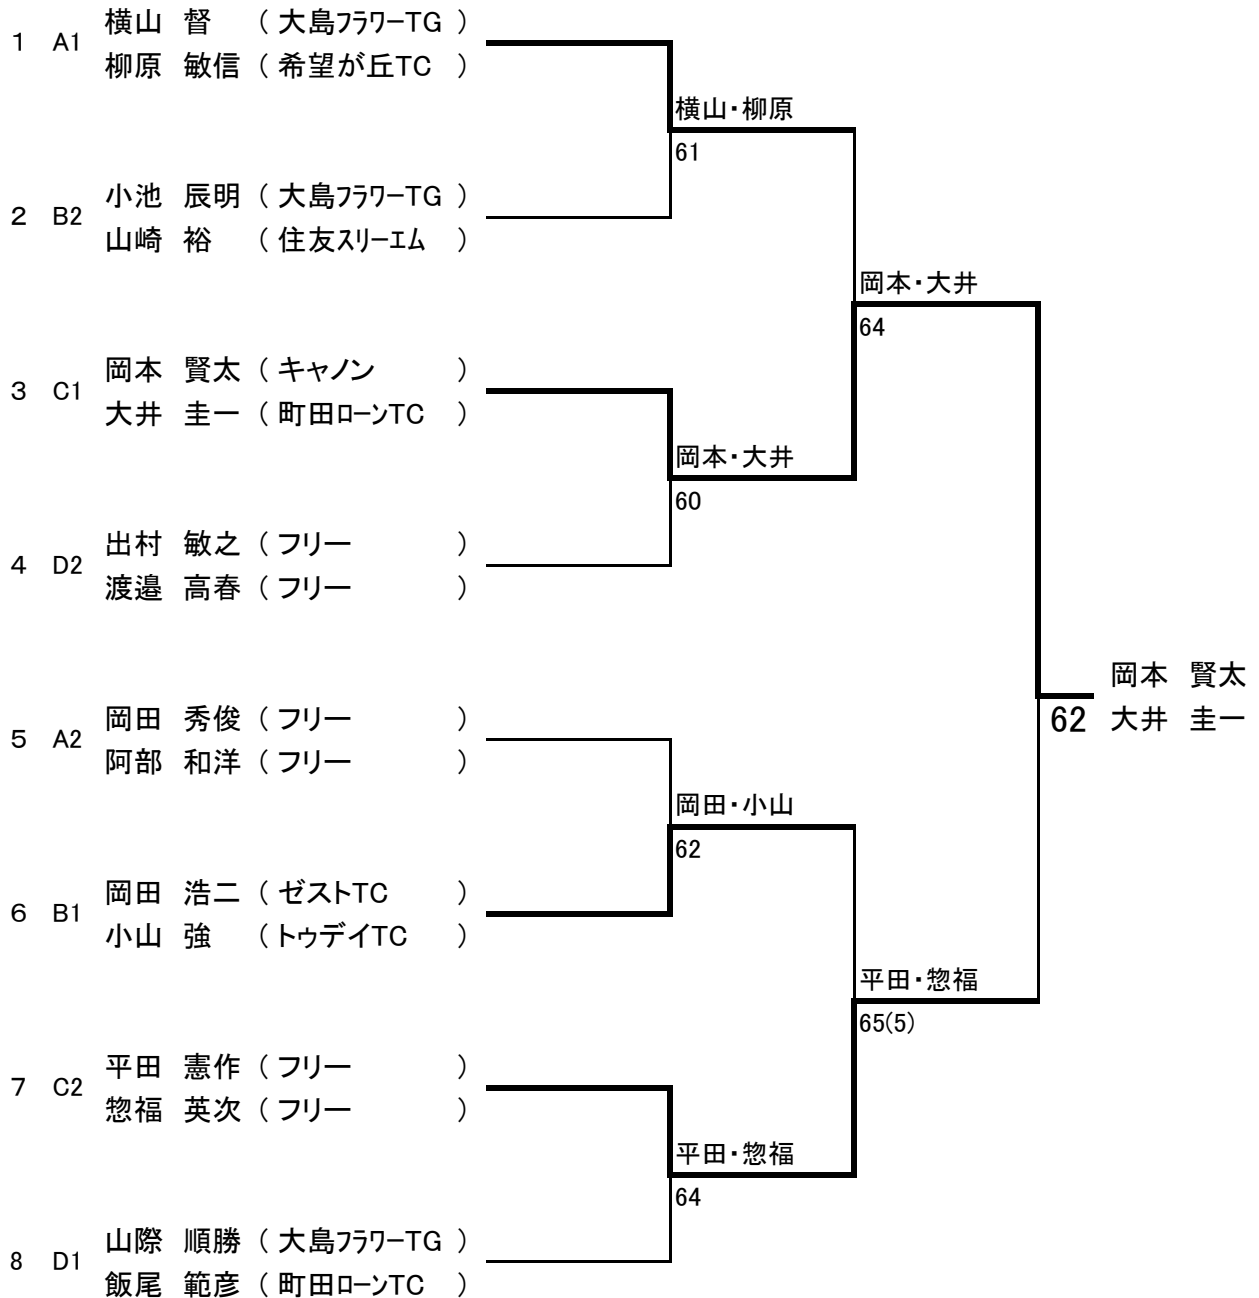 1 A1 横山 督 ( 大島フラワーTG )
柳原 敏信 ( 希望が丘TC )
横山・柳原
61
2 B2 小池 辰明 ( 大島フラワーTG )
山崎 裕 ( 住友スリーエム )
岡本・大井
64
3 C1 岡本 賢太 ( キャノン )
大井 圭一 ( 町田ローンTC )
岡本・大井
60
4 D2 出村 敏之 ( フリー )
渡邉 高春 ( フリー )
岡本 賢太
62 大井 圭一
5 A2 岡田 秀俊 ( フリー )
阿部 和洋 ( フリー )
岡田・小山
62
6 B1 岡田 浩二 ( ゼストTC )
小山 強 ( トゥデイTC )
平田・惣福
65(5)
7 C2 平田 憲作 ( フリー )
惣福 英次 ( フリー )
平田・惣福
64
8 D1 山際 順勝 ( 大島フラワーTG )
飯尾 範彦 ( 町田ローンTC )